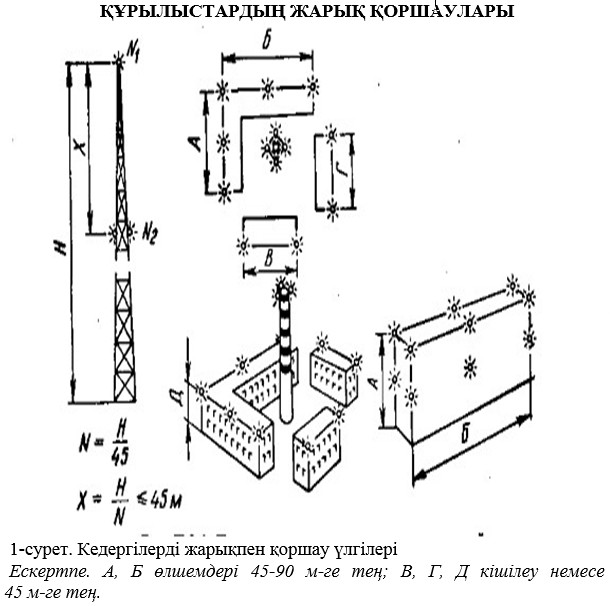 ҚҰРЫЛЫСТАРДЫҢ ЖАРЫҚ ҚОРШАУЛАРЫ
N₁
Б
X
A
Г
N₂
H
В
Д
A
Б
N = H/45
X = H/N ≤ 45 м
1-сурет. Кедергілерді жарықпен қоршау үлгілері
Ескертпе. А, Б өлшемдері 45-90 м-ге тең; В, Г, Д кішілеу немесе
45 м-ге тең.